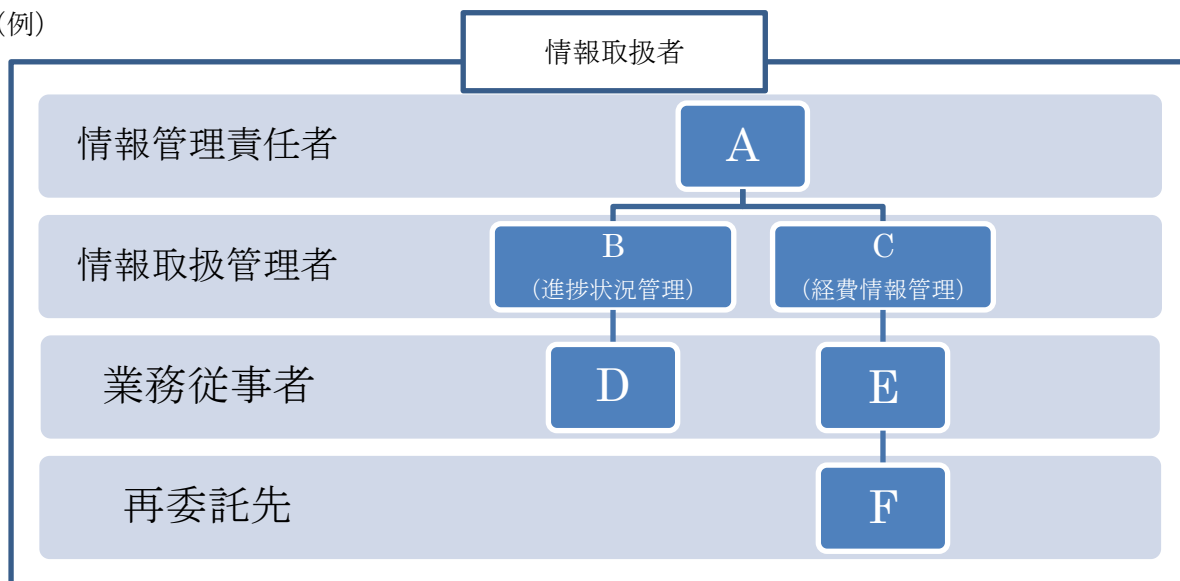 (例)
情報取扱者
情報管理責任者
A
情報取扱管理者
B
(進捗状況管理)
C
(経費情報管理)
業務従事者
D
E
再委託先
F